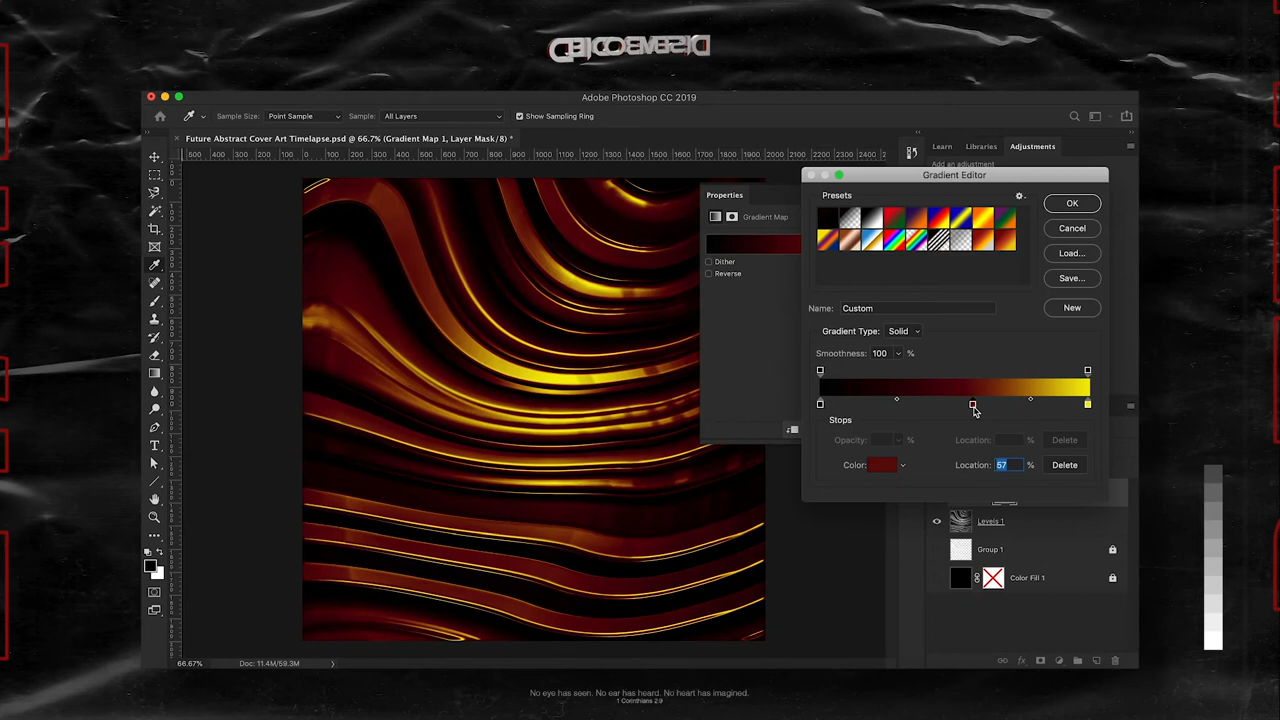 Adobe Photoshop CC 2019
Sample Size: Point Sample Sample: All Layers Show Sampling Ring
Future Abstract Cover Art Timelapse.psd @ 66.7% (Gradient Map 1, Layer Mask/8) *
Learn Libraries Adjustments
Add an adjustment
Gradient Editor
Properties
Presets
Gradient Map
Dither
Reverse
OK
Cancel
Load...
Save...
New
Name: Custom
Gradient Type: Solid
Smoothness: 100 %
Stops
Opacity: % Location: % Delete
Color: Location: 57 % Delete
Levels 1
Group 1
Color Fill 1
66.67% Doc: 11.4M/59.3M
No eye has seen. No ear has heard. No heart has imagined.
1 Corinthians 2:9